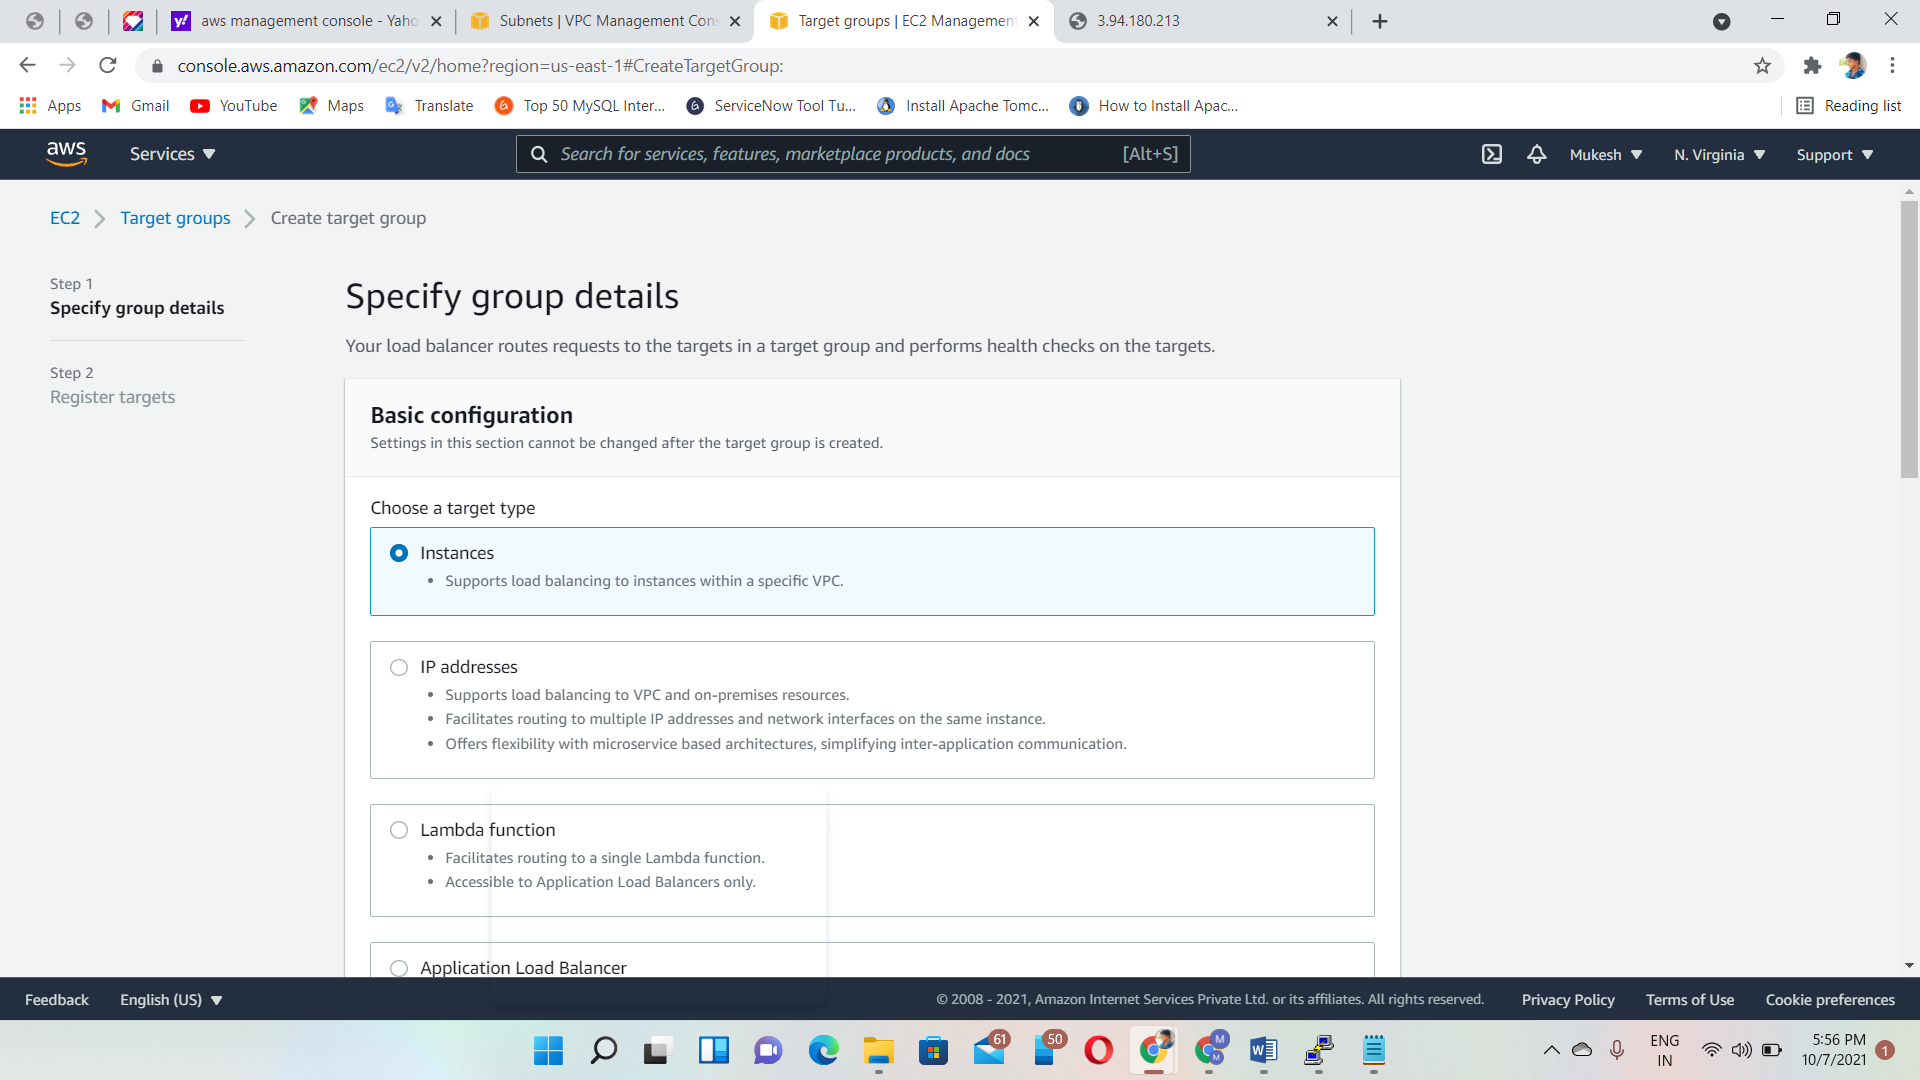 aws management console - Yaho
Subnets | VPC Management Con
Target groups | EC2 Management
3.94.180.213
console.aws.amazon.com/ec2/v2/home?region=us-east-1#CreateTargetGroup:
Apps
Gmail
YouTube
Maps
Translate
Top 50 MySQL Inter...
ServiceNow Tool Tu...
Install Apache Tomc...
How to Install Apac...
Reading list
aws
Services
Search for services, features, marketplace products, and docs
[Alt+S]
Mukesh
N. Virginia
Support
EC2
Target groups
Create target group
Step 1
Specify group details
Step 2
Register targets
Specify group details
Your load balancer routes requests to the targets in a target group and performs health checks on the targets.
Basic configuration
Settings in this section cannot be changed after the target group is created.
Choose a target type
Instances
• Supports load balancing to instances within a specific VPC.
IP addresses
• Supports load balancing to VPC and on-premises resources.
• Facilitates routing to multiple IP addresses and network interfaces on the same instance.
• Offers flexibility with microservice based architectures, simplifying inter-application communication.
Lambda function
• Facilitates routing to a single Lambda function.
• Accessible to Application Load Balancers only.
Application Load Balancer
Feedback
English (US)
© 2008 - 2021, Amazon Internet Services Private Ltd. or its affiliates. All rights reserved.
Privacy Policy
Terms of Use
Cookie preferences
61
50
M
M
ENG
IN
5:56 PM
10/7/2021
1